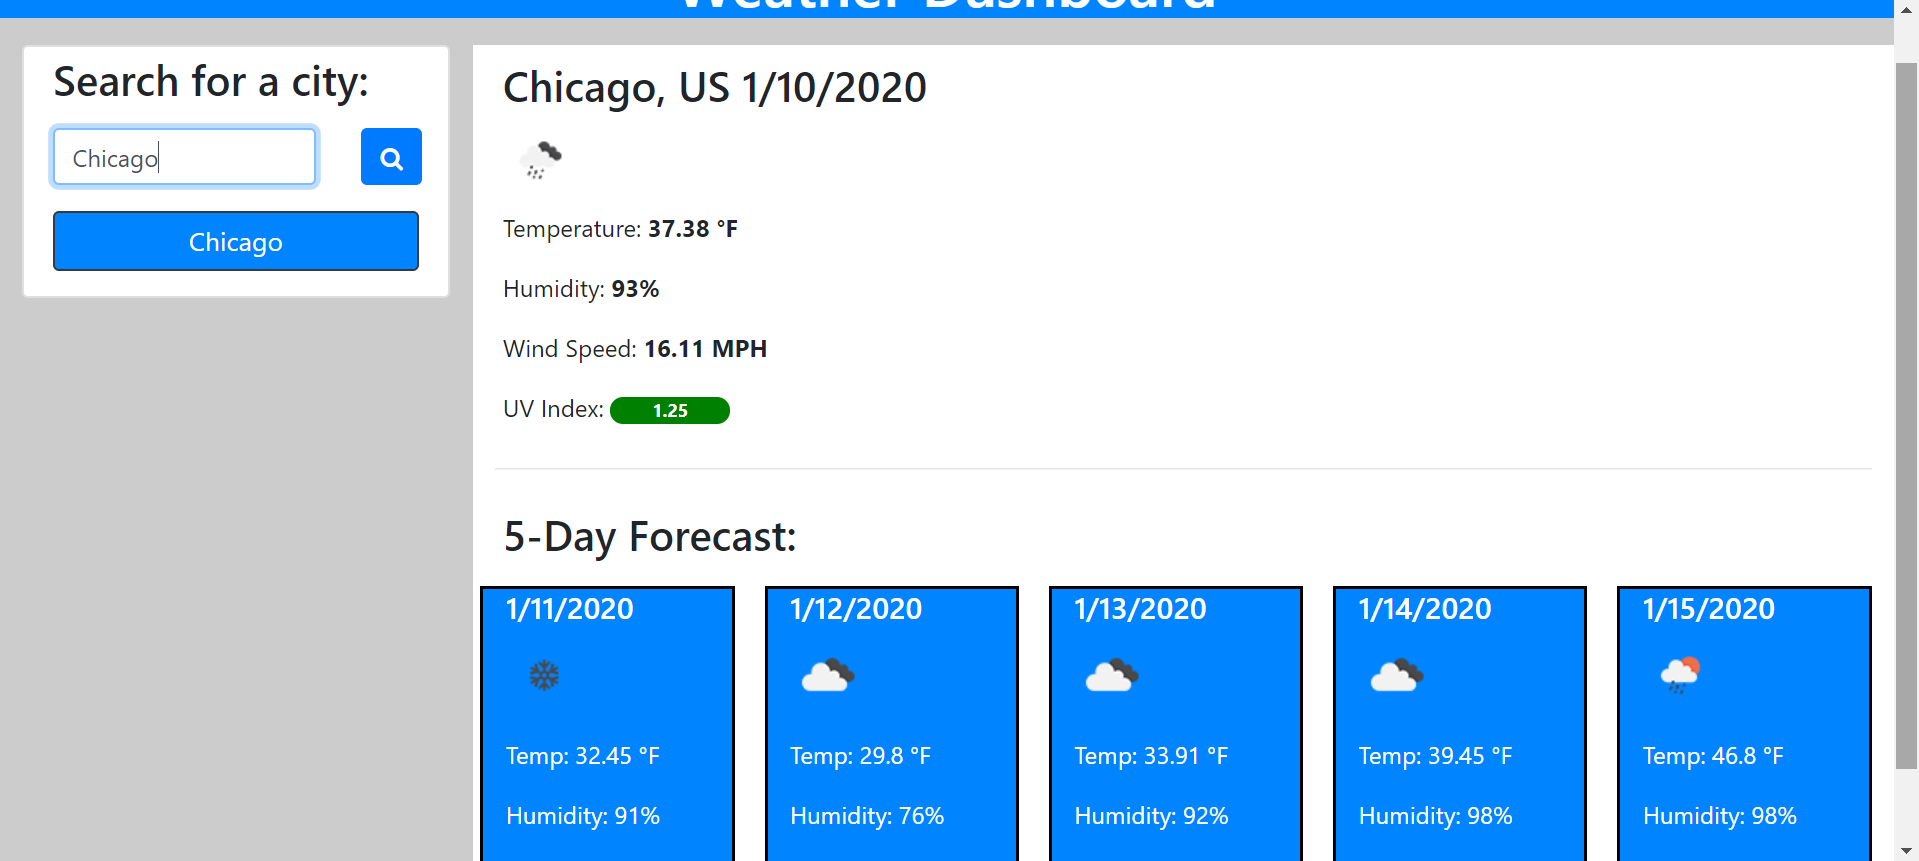 Weather Dashboard
Search for a city:
Chicago
Chicago
Chicago, US 1/10/2020
Temperature: 37.38 °F
Humidity: 93%
Wind Speed: 16.11 MPH
UV Index: 1.25
5-Day Forecast:
1/11/2020
Temp: 32.45 °F
Humidity: 91%
1/12/2020
Temp: 29.8 °F
Humidity: 76%
1/13/2020
Temp: 33.91 °F
Humidity: 92%
1/14/2020
Temp: 39.45 °F
Humidity: 98%
1/15/2020
Temp: 46.8 °F
Humidity: 98%